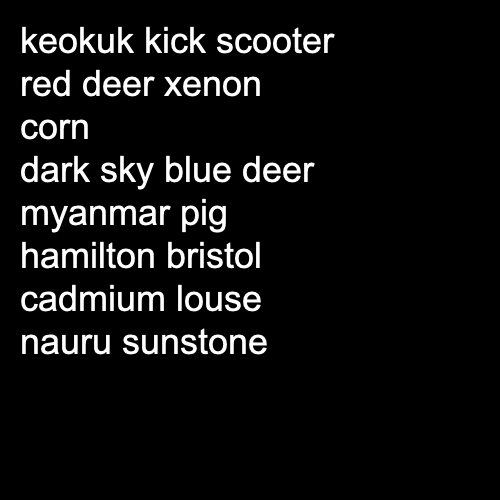 keokuk kick scooter
red deer xenon
corn
dark sky blue deer
myanmar pig
hamilton bristol
cadmium louse
nauru sunstone